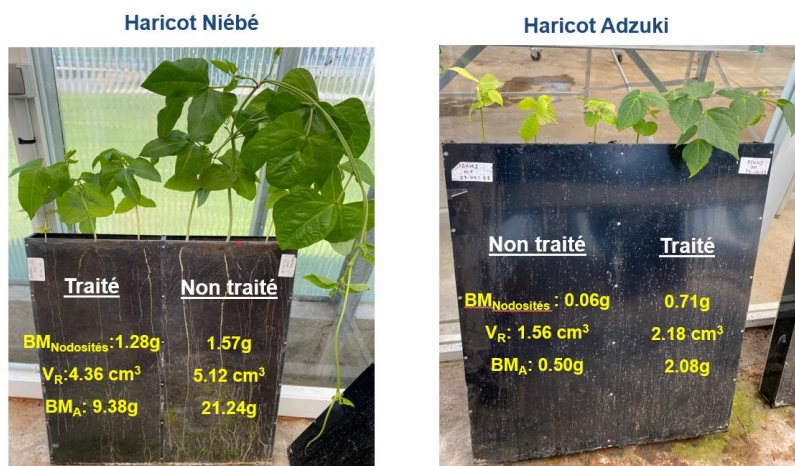 Haricot Niébé
Traité Non traité
BMNodosités:1.28g 1.57g
VR:4.36 cm3 5.12 cm3
BMA: 9.38g 21.24g
Haricot Adzuki
Non traité Traité
BMNodosités : 0.06g 0.71g
VR: 1.56 cm3 2.18 cm3
BMA: 0.50g 2.08g